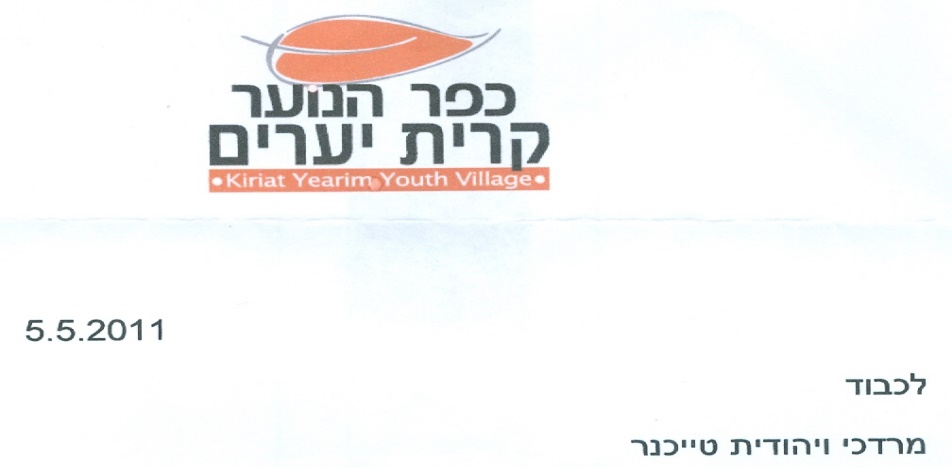 כפר הנוער
קרית יערים
•Kiriat Yearim Youth Village•
5.5.2011
לכבוד
מרדכי ויהודית טייכנר